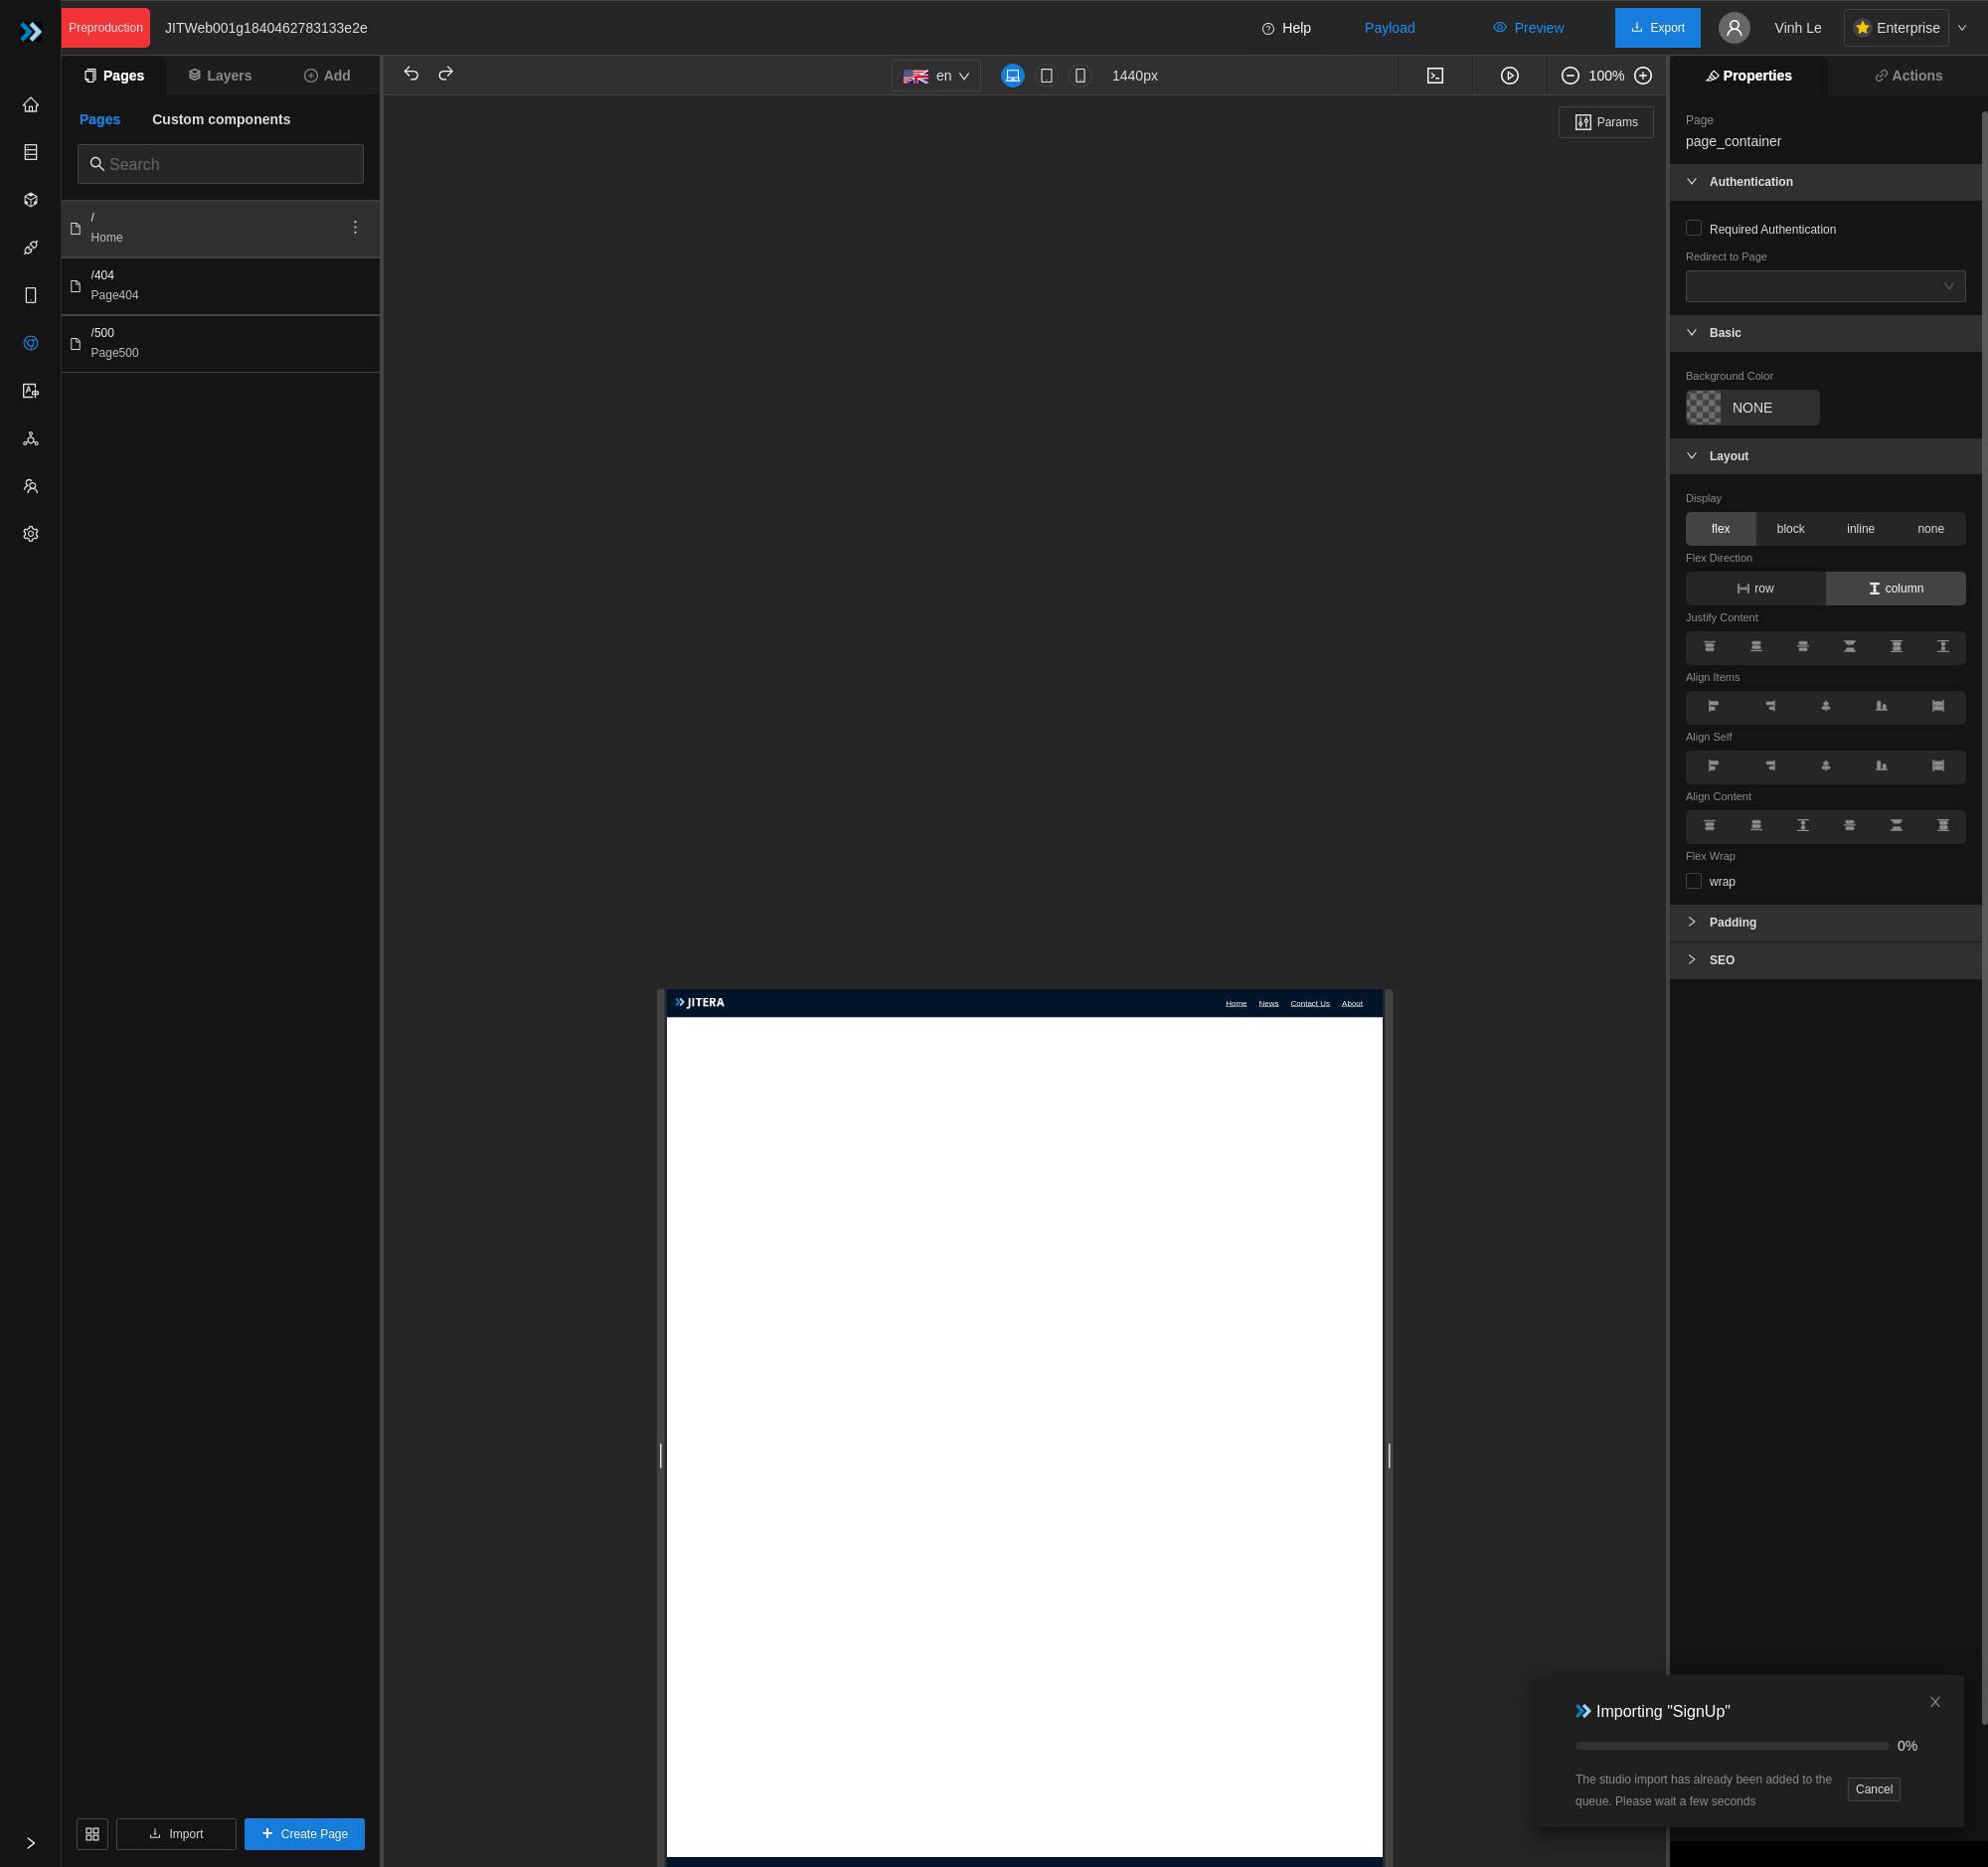 Preproduction
JITWeb001g1840462783133e2e
Help
Payload
Preview
Export
Vinh Le
Enterprise
Pages
Layers
Add
en
1440px
100%
Properties
Actions
Pages
Custom components
Search
/
Home
/404
Page404
/500
Page500
Import
Create Page
Params
JITERA
Home
News
Contact Us
About
Page
page_container
Authentication
Required Authentication
Redirect to Page
Basic
Background Color
NONE
Layout
Display
flex
block
inline
none
Flex Direction
row
column
Justify Content
Align Items
Align Self
Align Content
Flex Wrap
wrap
Padding
SEO
Importing "SignUp"
0%
The studio import has already been added to the
queue. Please wait a few seconds
Cancel